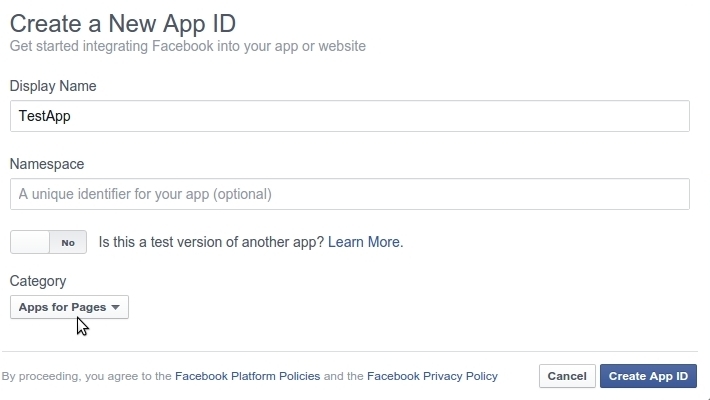 Create a New App ID
Get started integrating Facebook into your app or website
Display Name
TestApp
Namespace
A unique identifier for your app (optional)
No Is this a test version of another app? Learn More.
Category
Apps for Pages
By proceeding, you agree to the Facebook Platform Policies and the Facebook Privacy Policy Cancel Create App ID